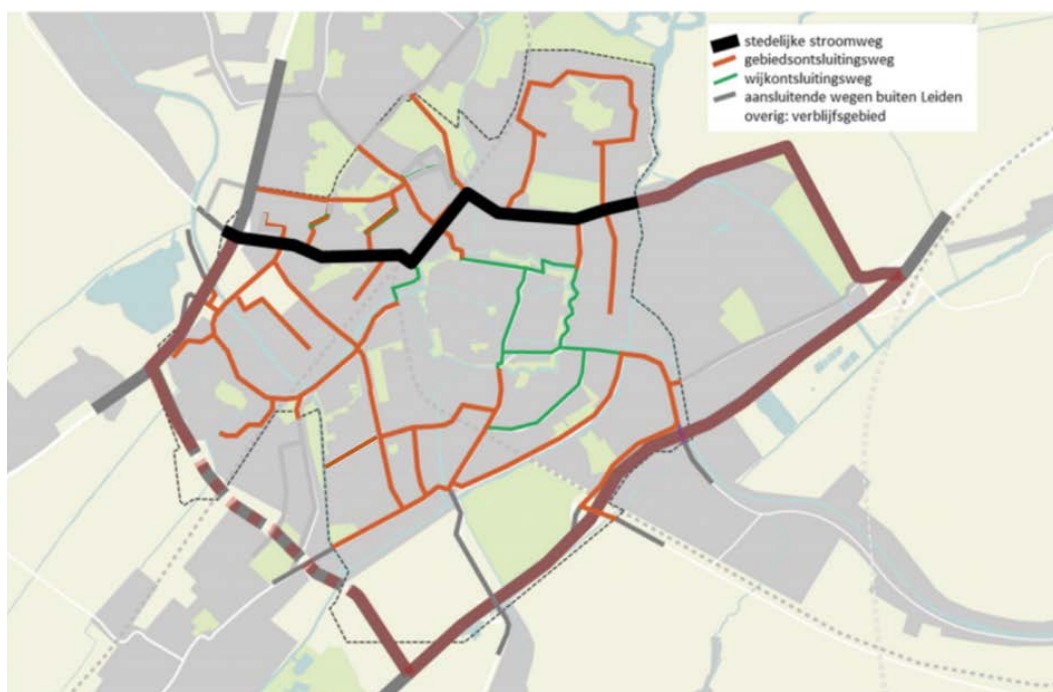 stedelijke stroomweg
gebiedsontsluitingsweg
wijkontsluitingsweg
aansluitende wegen buiten Leiden
overig: verblijfsgebied